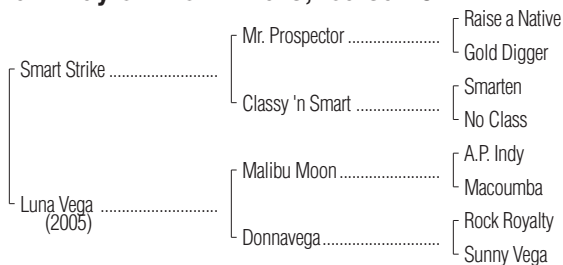 Raise a Native
Mr. Prospector ....................
Gold Digger
Smart Strike ........................
Smarten
Classy 'n Smart ..................
No Class
A.P. Indy
Malibu Moon ......................
Macoumba
Luna Vega ..........................
(2005)
Rock Royalty
Donnavega ..........................
Sunny Vega